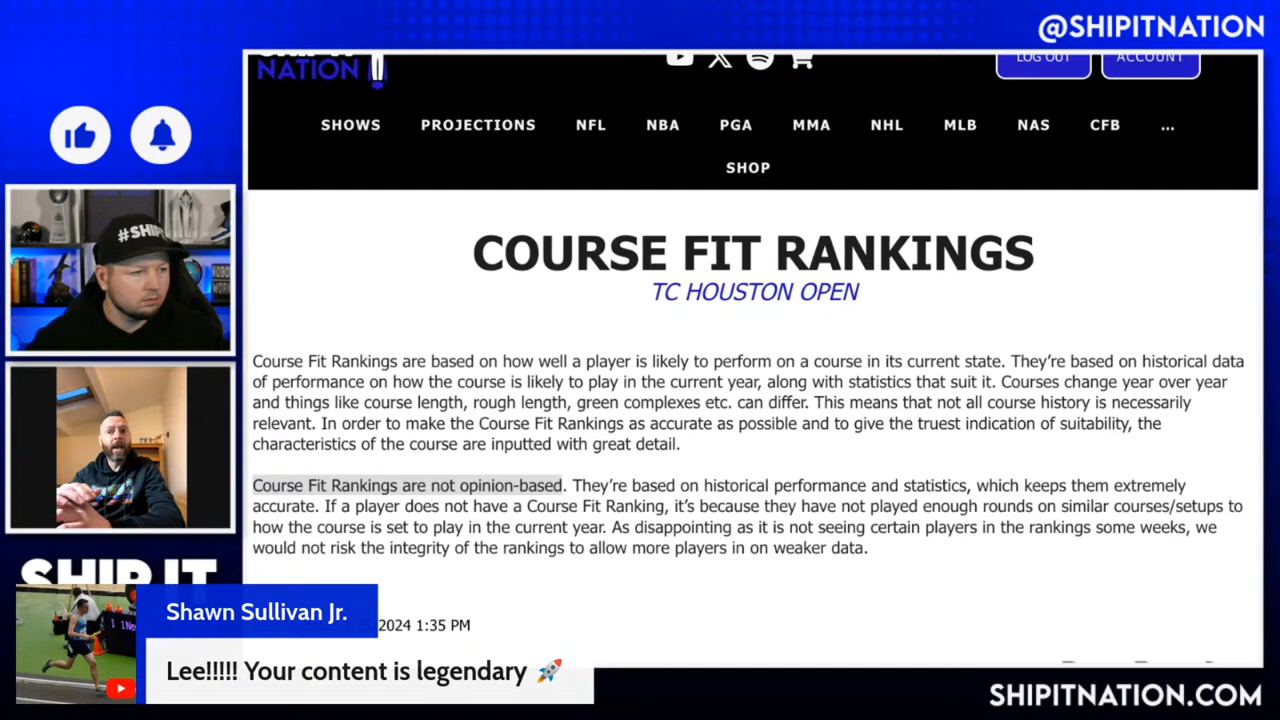 @SHIPITNATION
NATION
LOG OUT
ACCOUNT
SHOWS
PROJECTIONS
NFL
NBA
PGA
MMA
NHL
MLB
NAS
CFB
...
SHOP
#SHIP
COURSE FIT RANKINGS
TC HOUSTON OPEN
Course Fit Rankings are based on how well a player is likely to perform on a course in its current state. They’re based on historical data
of performance on how the course is likely to play in the current year, along with statistics that suit it. Courses change year over year
and things like course length, rough length, green complexes etc. can differ. This means that not all course history is necessarily
relevant. In order to make the Course Fit Rankings as accurate as possible and to give the truest indication of suitability, the
characteristics of the course are inputted with great detail.
Course Fit Rankings are not opinion-based. They’re based on historical performance and statistics, which keeps them extremely
accurate. If a player does not have a Course Fit Ranking, it’s because they have not played enough rounds on similar courses/setups to
how the course is set to play in the current year. As disappointing as it is not seeing certain players in the rankings some weeks, we
would not risk the integrity of the rankings to allow more players in on weaker data.
SHIP IT
Shawn Sullivan Jr.
2024 1:35 PM
Lee!!!!! Your content is legendary 🚀
SHIPITNATION.COM